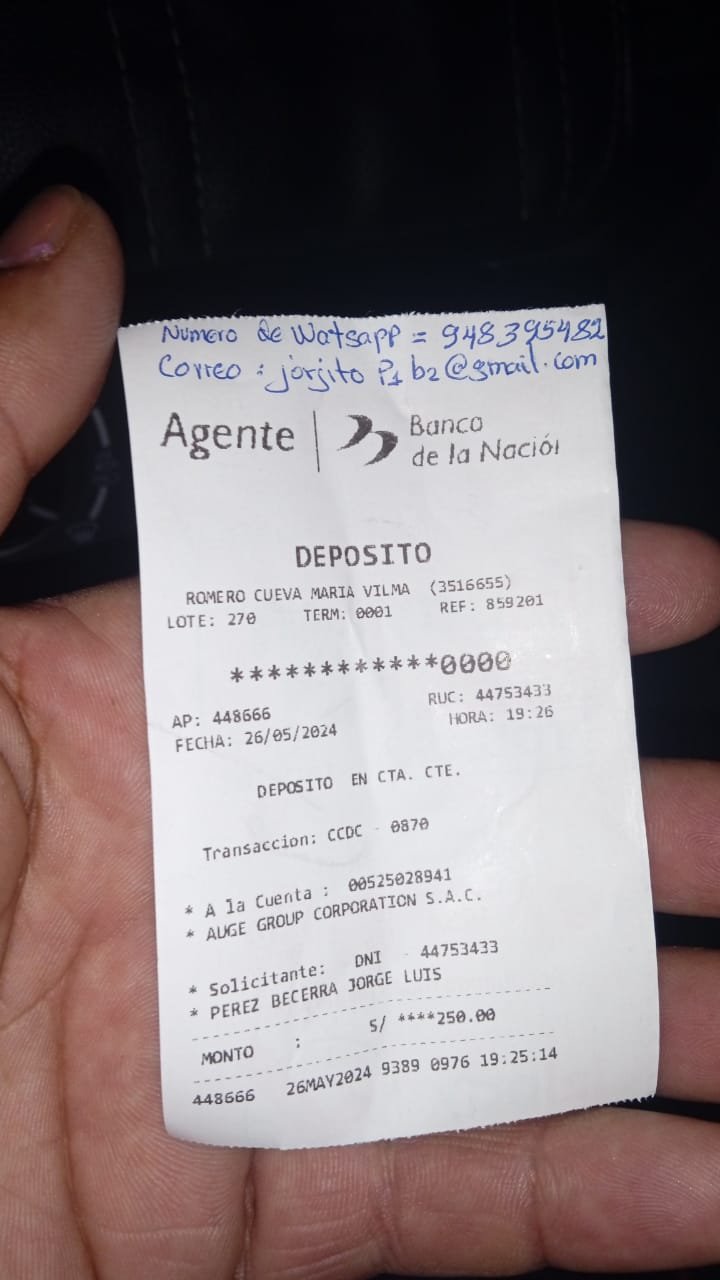 Numero de Watsapp = 948395482
Correo : jorjito P1 b2@gmail.com
Agente | Banco
de la Nación
DEPOSITO
ROMERO CUEVA MARIA VILMA (3516655)
LOTE: 270 TERM: 0001 REF: 859201
************0000
AP: 448666 RUC: 44753433
FECHA: 26/05/2024 HORA: 19:26
DEPOSITO EN CTA. CTE.
Transaccion: CCDC - 0870
* A la Cuenta : 00525028941
* AUGE GROUP CORPORATION S.A.C.
* Solicitante: DNI - 44753433
* PEREZ BECERRA JORGE LUIS
MONTO : S/ ****250.00
448666 26MAY2024 9389 0976 19:25:14